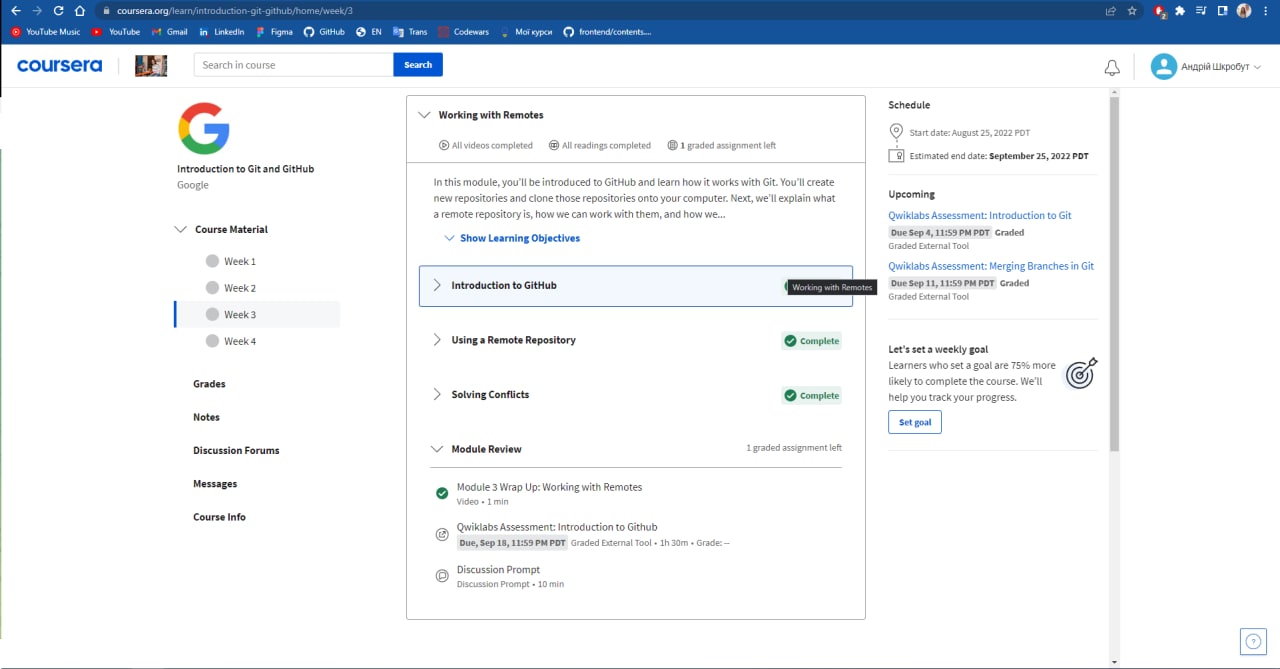 coursera.org/learn/introduction-git-github/home/week/3
2
YouTube Music
YouTube
Gmail
LinkedIn
Figma
GitHub
EN
Trans
Codewars
Мої курси
frontend/contents....
coursera
Search in course
Search
Андрій Шкробут
Introduction to Git and GitHub
Google
Course Material
Week 1
Week 2
Week 3
Week 4
Grades
Notes
Discussion Forums
Messages
Course Info
Working with Remotes
All videos completed
All readings completed
1 graded assignment left
In this module, you'll be introduced to GitHub and learn how it works with Git. You'll create
new repositories and clone those repositories onto your computer. Next, we'll explain what
a remote repository is, how we can work with them, and how we...
Show Learning Objectives
Introduction to GitHub
Working with Remotes
Using a Remote Repository
Complete
Solving Conflicts
Complete
Module Review
1 graded assignment left
Module 3 Wrap Up: Working with Remotes
Video • 1 min
Qwiklabs Assessment: Introduction to Github
Due, Sep 18, 11:59 PM PDT Graded External Tool • 1h 30m • Grade: --
Discussion Prompt
Discussion Prompt • 10 min
Schedule
Start date: August 25, 2022 PDT
Estimated end date: September 25, 2022 PDT
Upcoming
Qwiklabs Assessment: Introduction to Git
Due Sep 4, 11:59 PM PDT Graded
Graded External Tool
Qwiklabs Assessment: Merging Branches in Git
Due Sep 11, 11:59 PM PDT Graded
Graded External Tool
Let's set a weekly goal
Learners who set a goal are 75% more
likely to complete the course. We'll
help you track your progress.
Set goal